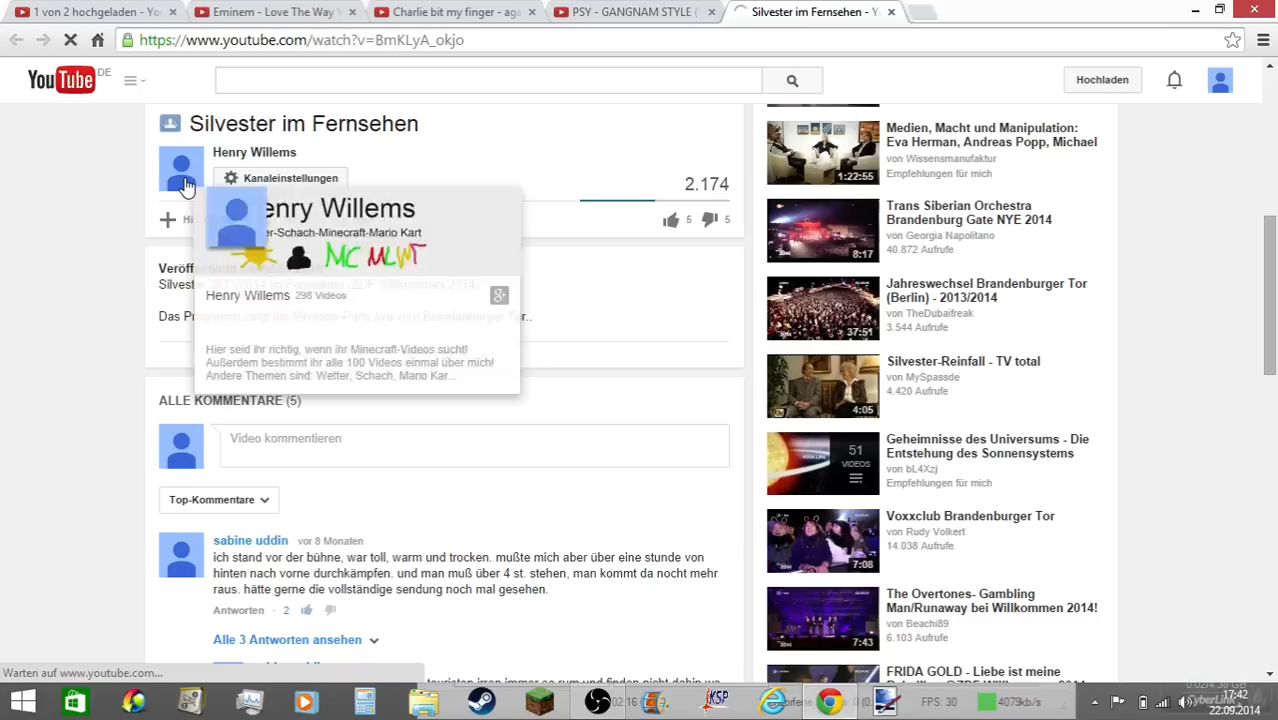 1 von 2 hochgeladen - Yo
Eminem - Love The Way
Charlie bit my finger - aga
PSY - GANGNAM STYLE (
Silvester im Fernsehen - Y
https://www.youtube.com/watch?v=BmKLyA_okjo
YouTube DE
Hochladen
Silvester im Fernsehen
Henry Willems
Kanaleinstellungen
2.174
5
5
enry Willems
er-Schach-Minecraft-Mario Kart
MC
Veröff
Silves
Henry Willems 298 Videos
Das Pr
Hier seid ihr richtig, wenn ihr Minecraft-Videos sucht!
Außerdem bestimmt ihr alle 100 Videos einmal über mich!
Andere Themen sind: Wetter, Schach, Mario Kar...
ALLE KOMMENTARE (5)
Video kommentieren
Top-Kommentare
sabine uddin vor 8 Monaten
ich stand vor der bühne, war toll, warm und trocken. mußte mich aber über eine stunde von
hinten nach vorne durchkämpfen. und man muß über 4 st. stehen, man kommt da nocht mehr
raus. hätte gerne die vollständige sendung noch mal gesehen.
Antworten · 2
Alle 3 Antworten ansehen
Medien, Macht und Manipulation:
Eva Herman, Andreas Popp, Michael
von Wissensmanufaktur
Empfehlungen für mich
1:22:55
Trans Siberian Orchestra
Brandenburg Gate NYE 2014
von Georgia Napolitano
40.872 Aufrufe
8:17
Jahreswechsel Brandenburger Tor
(Berlin) - 2013/2014
von TheDubaifreak
3.544 Aufrufe
37:51
Silvester-Reinfall - TV total
von MySpassde
4.420 Aufrufe
4:05
Geheimnisse des Universums - Die
Entstehung des Sonnensystems
von bL4Xzj
Empfehlungen für mich
51
VIDEOS
Voxxclub Brandenburger Tor
von Rudy Volkert
14.038 Aufrufe
7:08
The Overtones- Gambling
Man/Runaway bei Willkommen 2014!
von Beachi89
6.103 Aufrufe
7:43
FRIDA GOLD - Liebe ist meine
Warten auf www.youtube.com...
KSP
FPS: 30
4079kb/s
17:42
22.09.2014
CyberLink